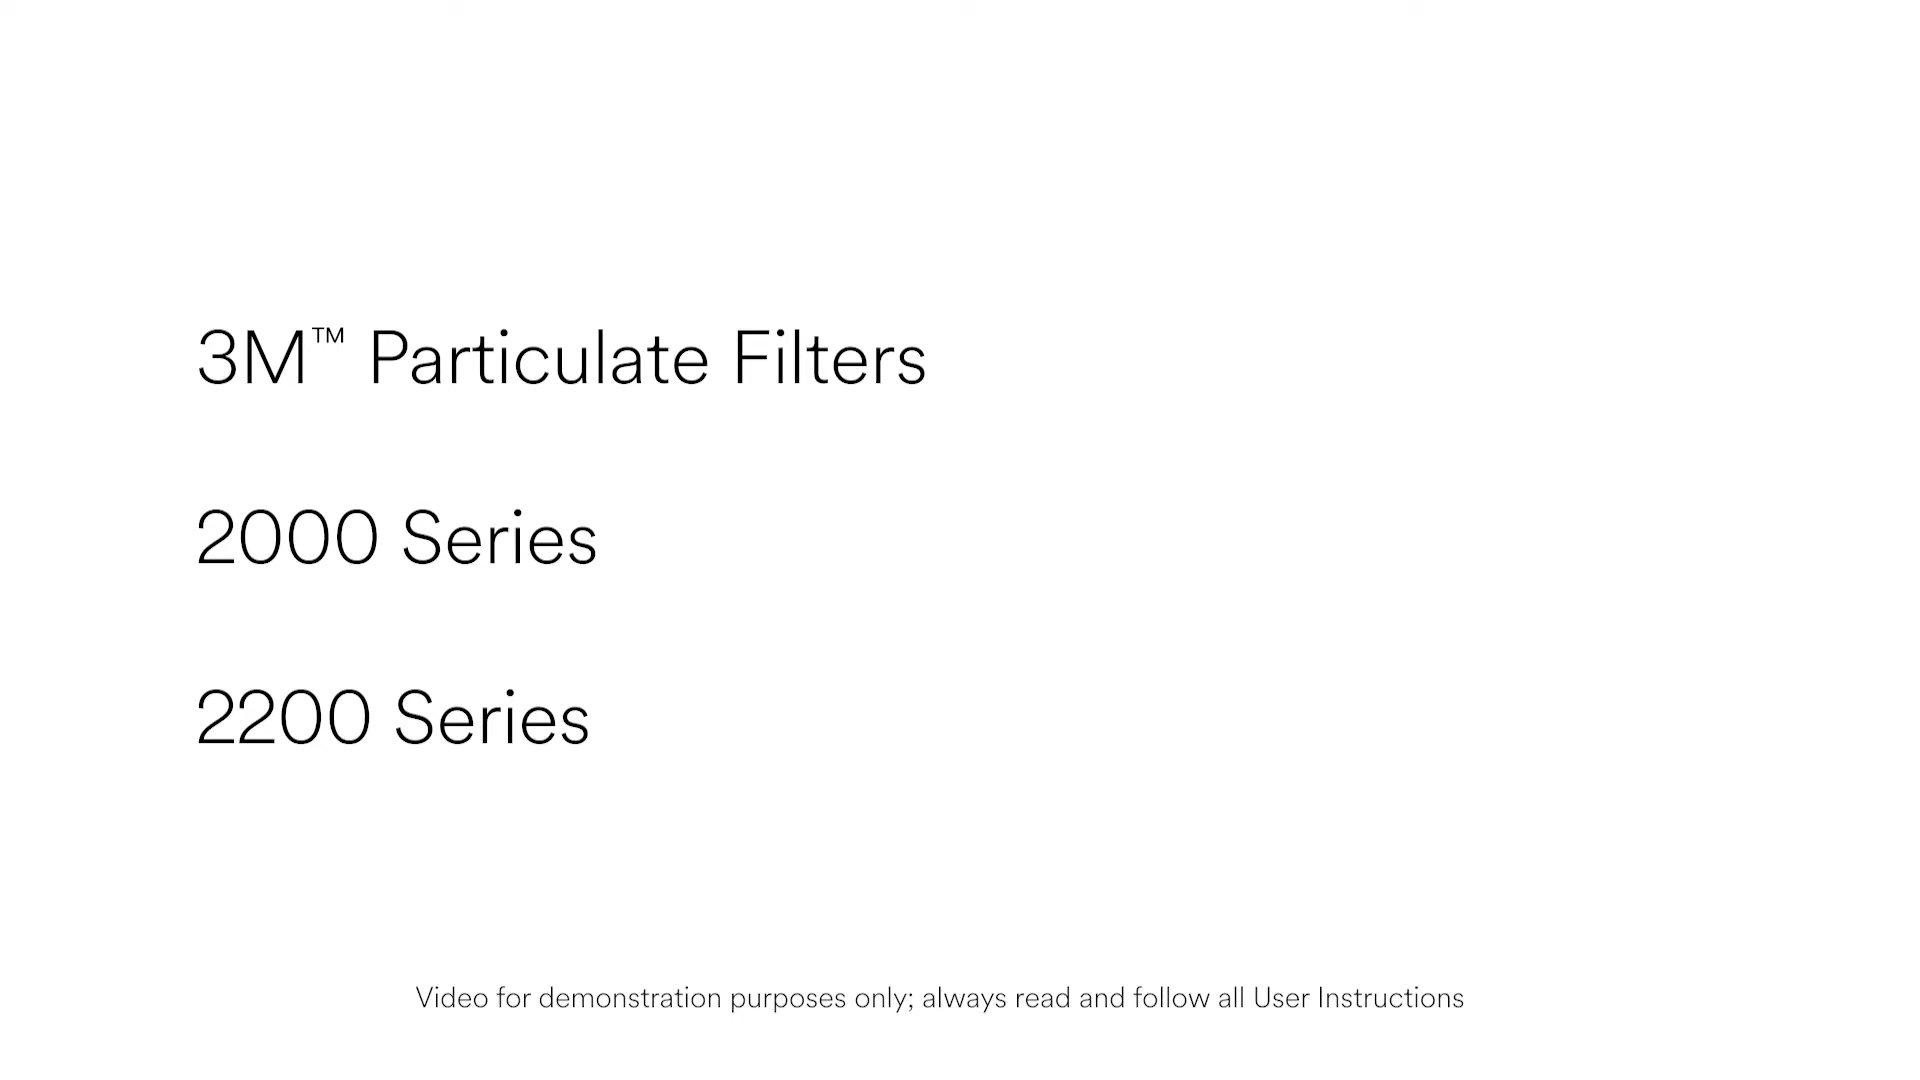 3M™ Particulate Filters
2000 Series
2200 Series
Video for demonstration purposes only; always read and follow all User Instructions